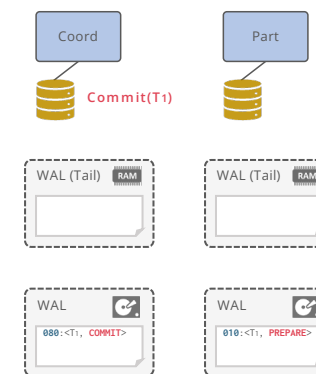 Coord
Part
Commit(T1)
WAL (Tail) RAM
WAL (Tail) RAM
WAL
WAL
080:<T1, COMMIT>
010:<T1, PREPARE>